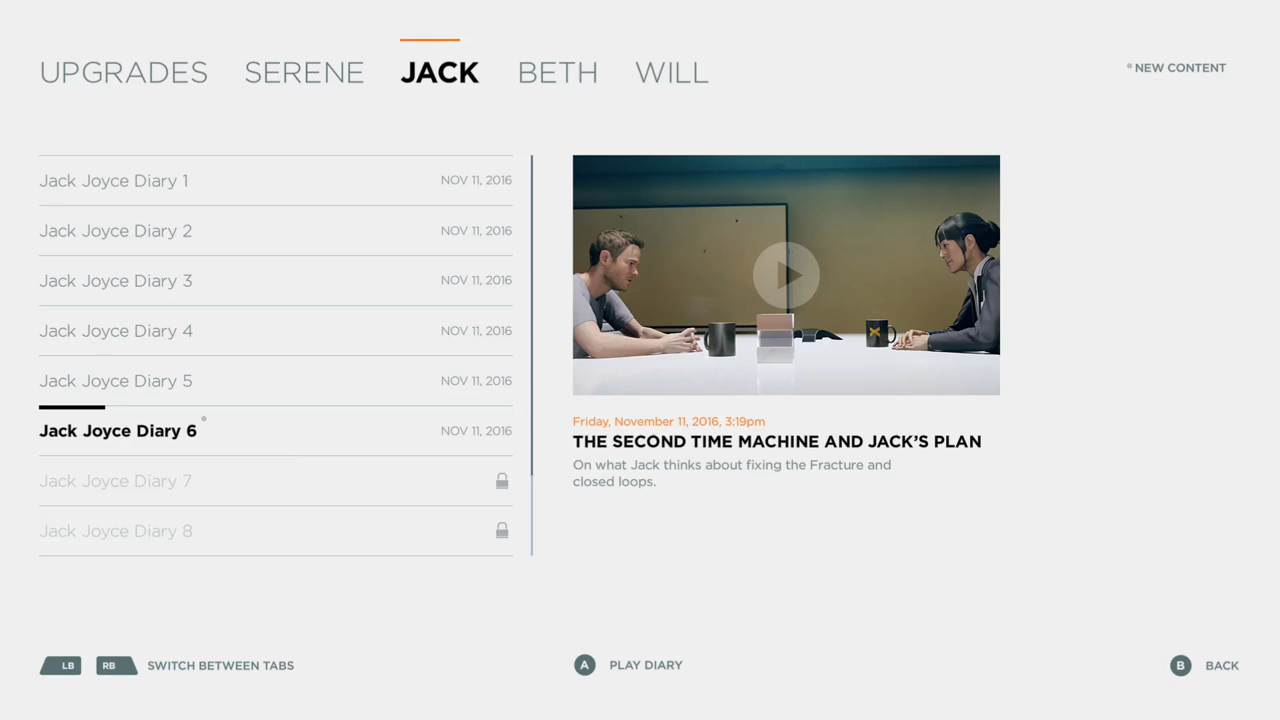 UPGRADES SERENE JACK BETH WILL
NEW CONTENT
Jack Joyce Diary 1 NOV 11, 2016
Jack Joyce Diary 2 NOV 11, 2016
Jack Joyce Diary 3 NOV 11, 2016
Jack Joyce Diary 4 NOV 11, 2016
Jack Joyce Diary 5 NOV 11, 2016
Jack Joyce Diary 6 NOV 11, 2016
Jack Joyce Diary 7
Jack Joyce Diary 8
Friday, November 11, 2016, 3:19pm
THE SECOND TIME MACHINE AND JACK’S PLAN
On what Jack thinks about fixing the Fracture and
closed loops.
LB RB SWITCH BETWEEN TABS
A PLAY DIARY
B BACK